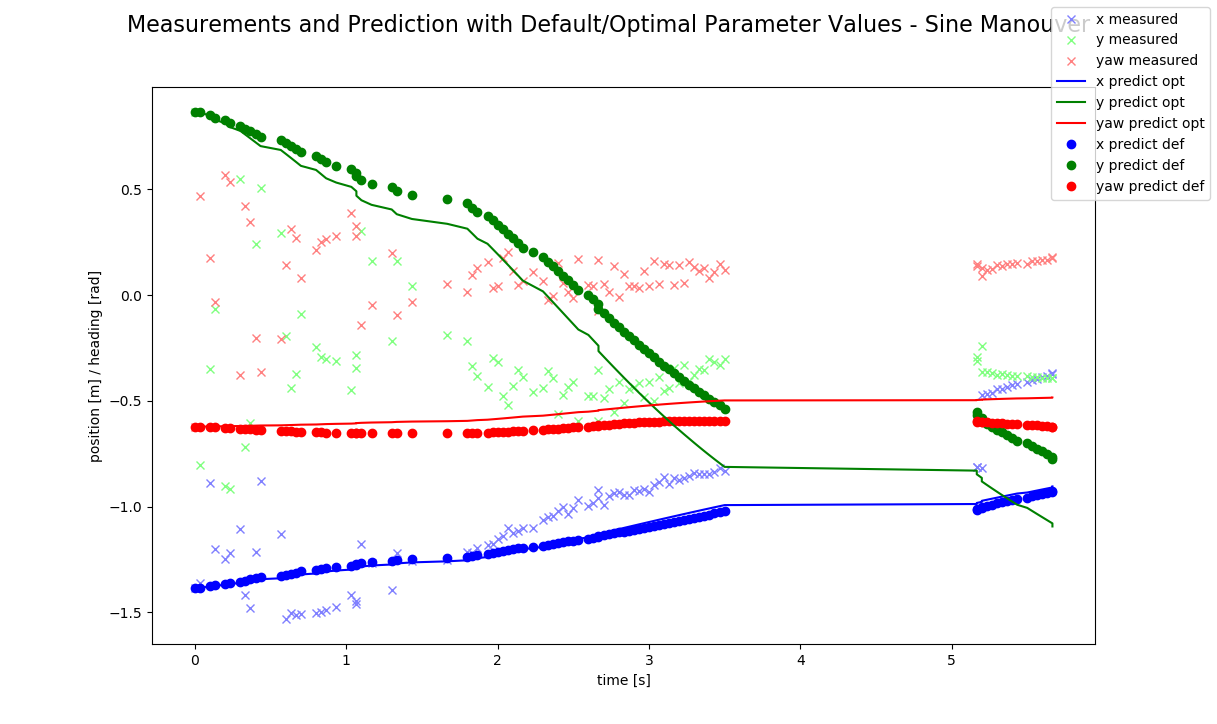 Measurements and Prediction with Default/Optimal Parameter Values - Sine Manouver
x measured
y measured
yaw measured
x predict opt
y predict opt
yaw predict opt
x predict def
y predict def
yaw predict def
position [m] / heading [rad]
0.5
0.0
−0.5
−1.0
−1.5
0 1 2 3 4 5
time [s]